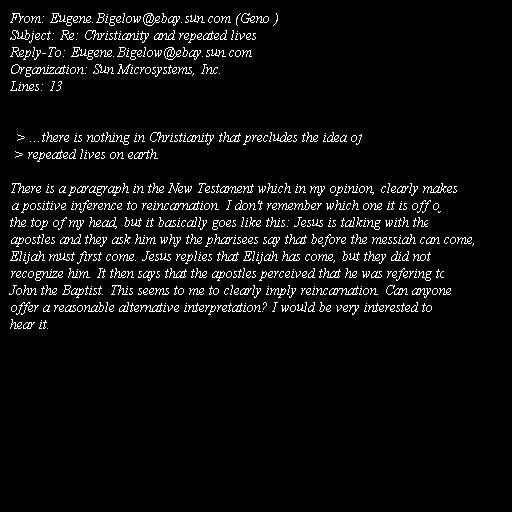 From: Eugene.Bigelow@ebay.sun.com (Geno )
Subject: Re: Christianity and repeated lives
Reply-To: Eugene.Bigelow@ebay.sun.com
Organization: Sun Microsystems, Inc.
Lines: 13
> ...there is nothing in Christianity that precludes the idea of
> repeated lives on earth.
There is a paragraph in the New Testament which in my opinion, clearly makes
a positive inference to reincarnation. I don't remember which one it is off o
the top of my head, but it basically goes like this: Jesus is talking with the
apostles and they ask him why the pharisees say that before the messiah can come,
Elijah must first come. Jesus replies that Elijah has come, but they did not
recognize him. It then says that the apostles perceived that he was refering to
John the Baptist. This seems to me to clearly imply reincarnation. Can anyone
offer a reasonable alternative interpretation? I would be very interested to
hear it.